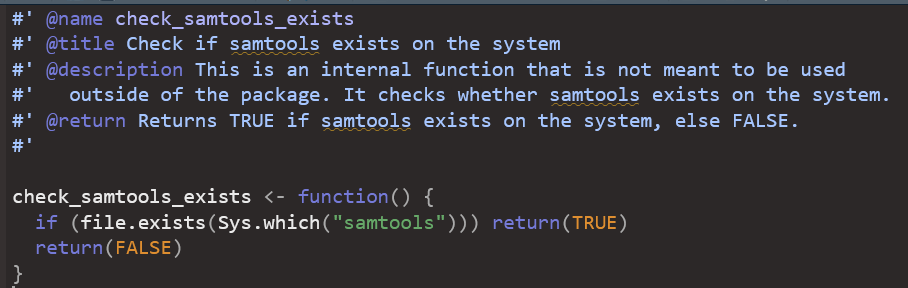 #' @name check_samtools_exists
#' @title Check if samtools exists on the system
#' @description This is an internal function that is not meant to be used
#'   outside of the package. It checks whether samtools exists on the system.
#' @return Returns TRUE if samtools exists on the system, else FALSE.
#'
check_samtools_exists <- function() {
  if (file.exists(Sys.which("samtools"))) return(TRUE)
  return(FALSE)
}